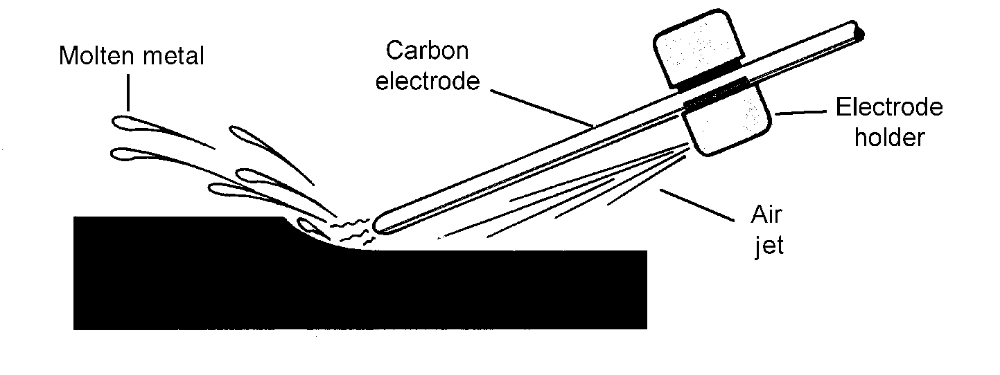 Molten metal
Carbon
electrode
Electrode
holder
Air
jet